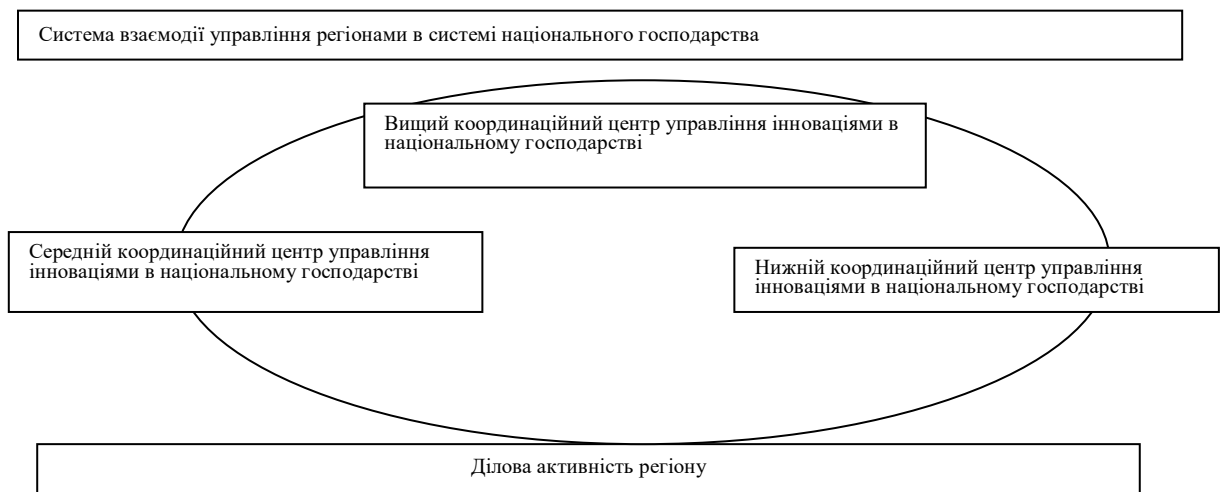 Система взаємодії управління регіонами в системі національного господарства
Вищий координаційний центр управління інноваціями в
національному господарстві
Середній координаційний центр управління
інноваціями в національному господарстві
Нижній координаційний центр управління
інноваціями в національному господарстві
Ділова активність регіону